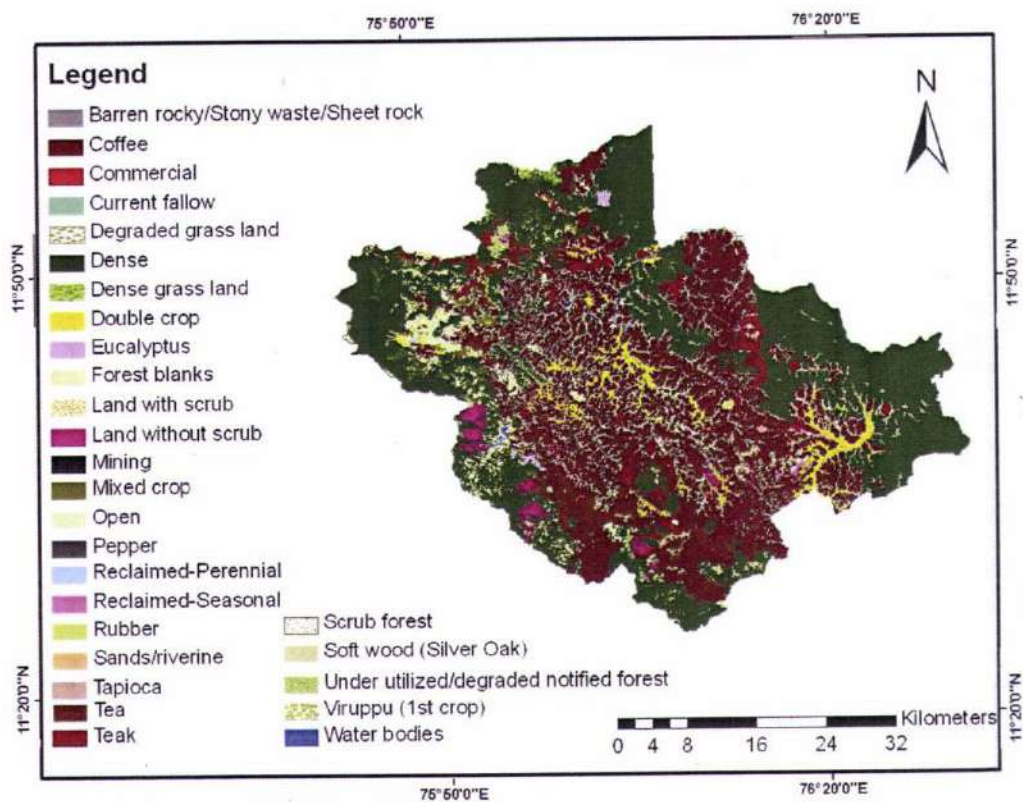 75°50'0"E
76°20'0"E
Legend
N
Barren rocky/Stony waste/Sheet rock
Coffee
Commercial
Current fallow
Degraded grass land
Dense
Dense grass land
Double crop
Eucalyptus
Forest blanks
Land with scrub
Land without scrub
Mining
Mixed crop
Open
Pepper
Reclaimed-Perennial
Reclaimed-Seasonal
Rubber
Sands/riverine
Tapioca
Tea
Teak
Scrub forest
Soft wood (Silver Oak)
Under utilized/degraded notified forest
Viruppu (1st crop)
Water bodies
Kilometers
0 4 8 16 24 32
11°50'0"N
11°50'0"N
11°20'0"N
11°20'0"N
75°50'0"E
76°20'0"E